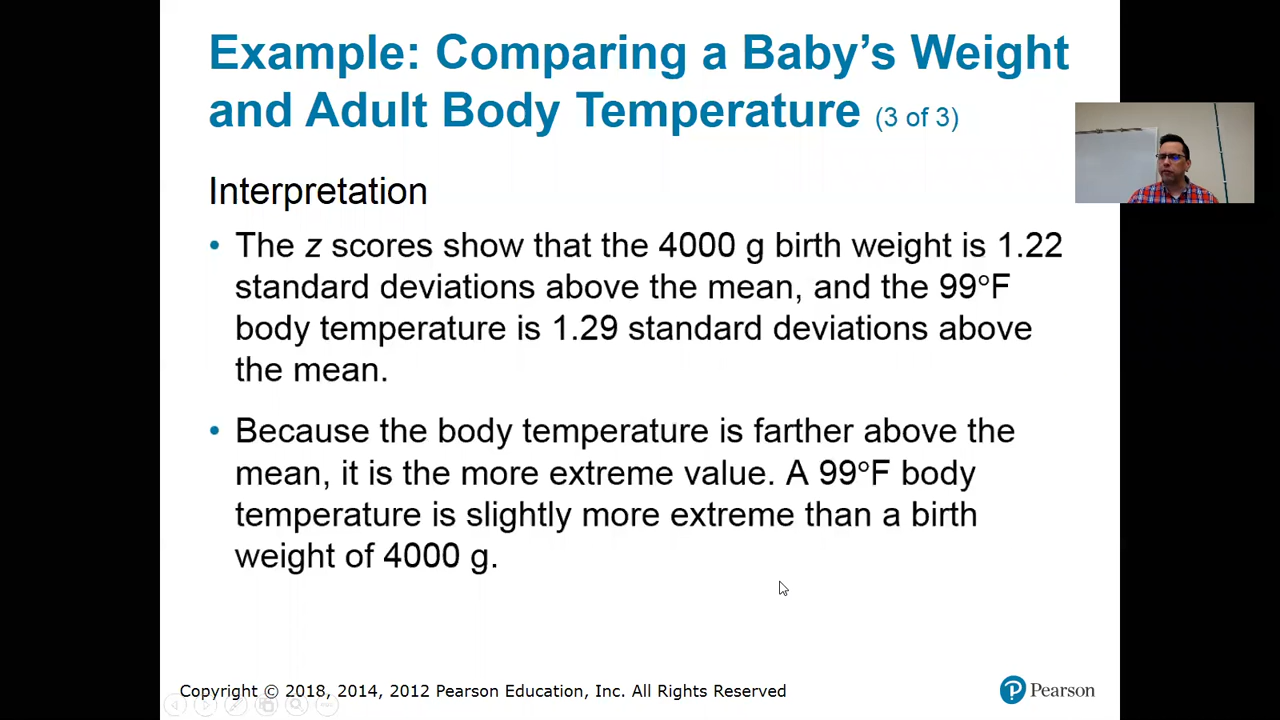 Example: Comparing a Baby’s Weight
and Adult Body Temperature (3 of 3)
Interpretation
• The z scores show that the 4000 g birth weight is 1.22
standard deviations above the mean, and the 99°F
body temperature is 1.29 standard deviations above
the mean.
• Because the body temperature is farther above the
mean, it is the more extreme value. A 99°F body
temperature is slightly more extreme than a birth
weight of 4000 g.
Copyright © 2018, 2014, 2012 Pearson Education, Inc. All Rights Reserved
P Pearson